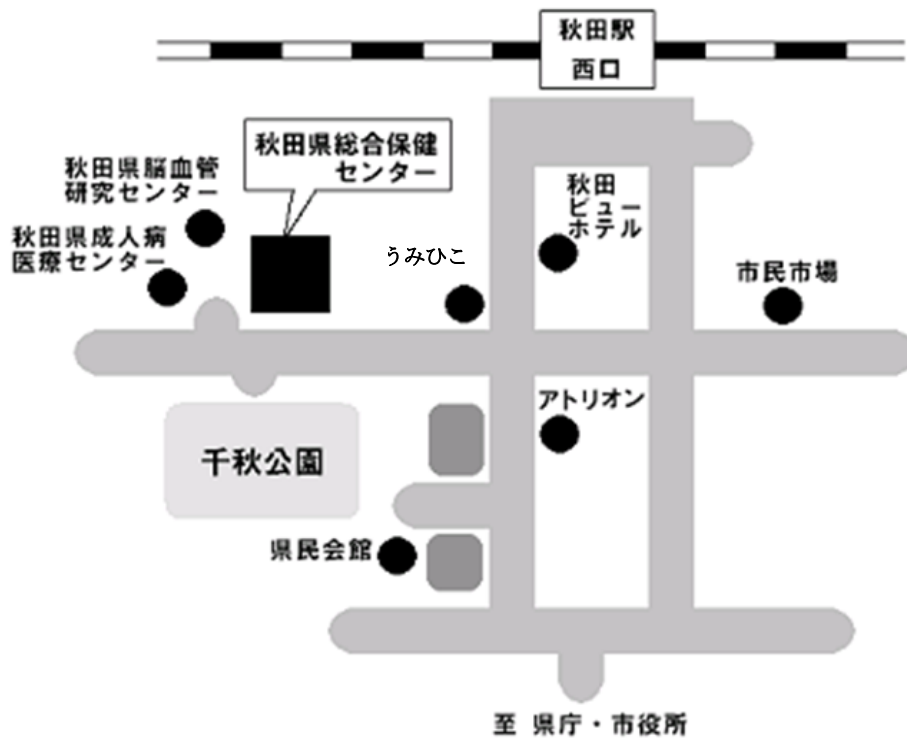 秋田駅
西口
秋田県総合保健
センター
秋田県脳血管
研究センター
秋田
ビュー
ホテル
秋田県成人病
医療センター
うみひこ
市民市場
アトリオン
千秋公園
県民会館
至 県庁・市役所